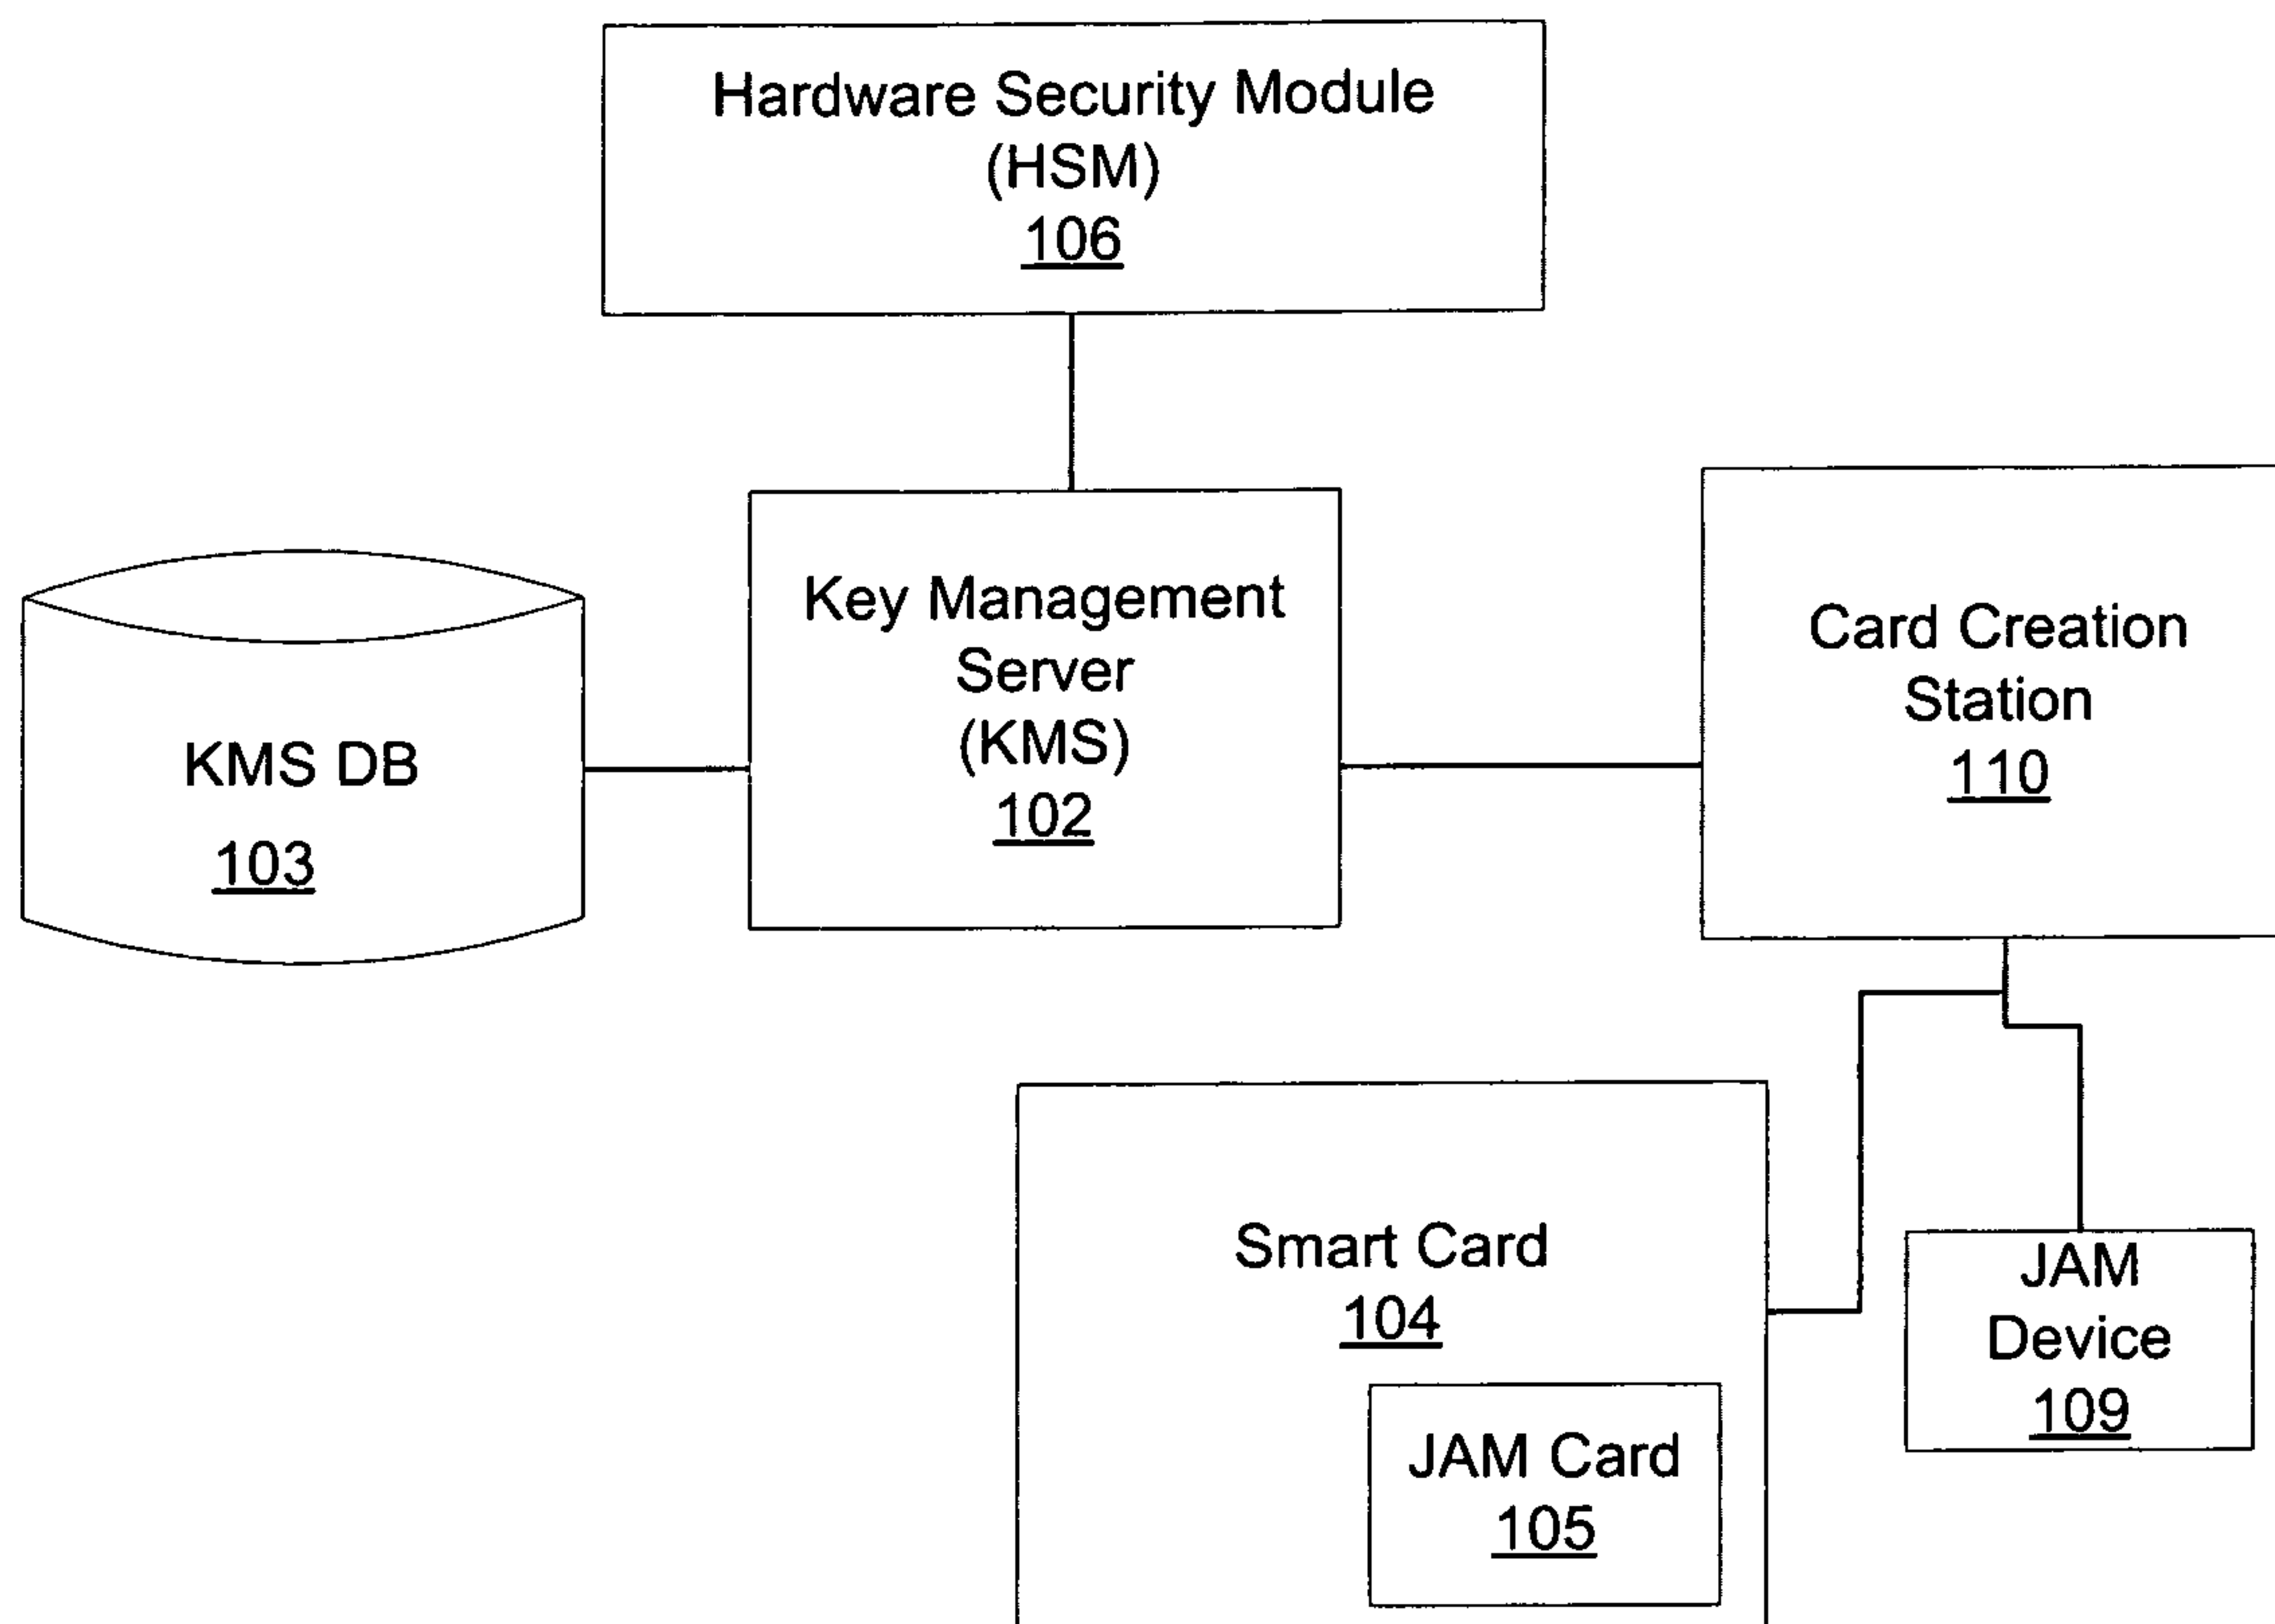 Hardware Security Module
(HSM)
106
Key Management
Server
(KMS)
102
Card Creation
Station
110
KMS DB
103
Smart Card
104
JAM Card
105
JAM
Device
109